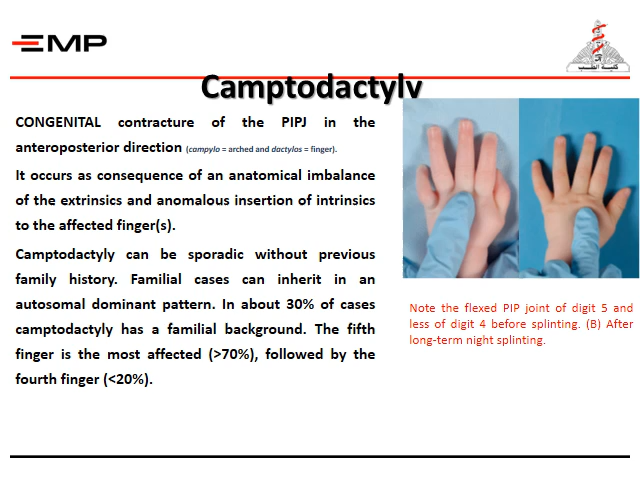 EMP
كلية الطب
Camptodactyly
CONGENITAL contracture of the PIPJ in the
anteroposterior direction (campylo = arched and dactylos = finger).
It occurs as consequence of an anatomical imbalance
of the extrinsics and anomalous insertion of intrinsics
to the affected finger(s).
Camptodactyly can be sporadic without previous
family history. Familial cases can inherit in an
autosomal dominant pattern. In about 30% of cases
camptodactyly has a familial background. The fifth
finger is the most affected (>70%), followed by the
fourth finger (<20%).
Note the flexed PIP joint of digit 5 and
less of digit 4 before splinting. (B) After
long-term night splinting.